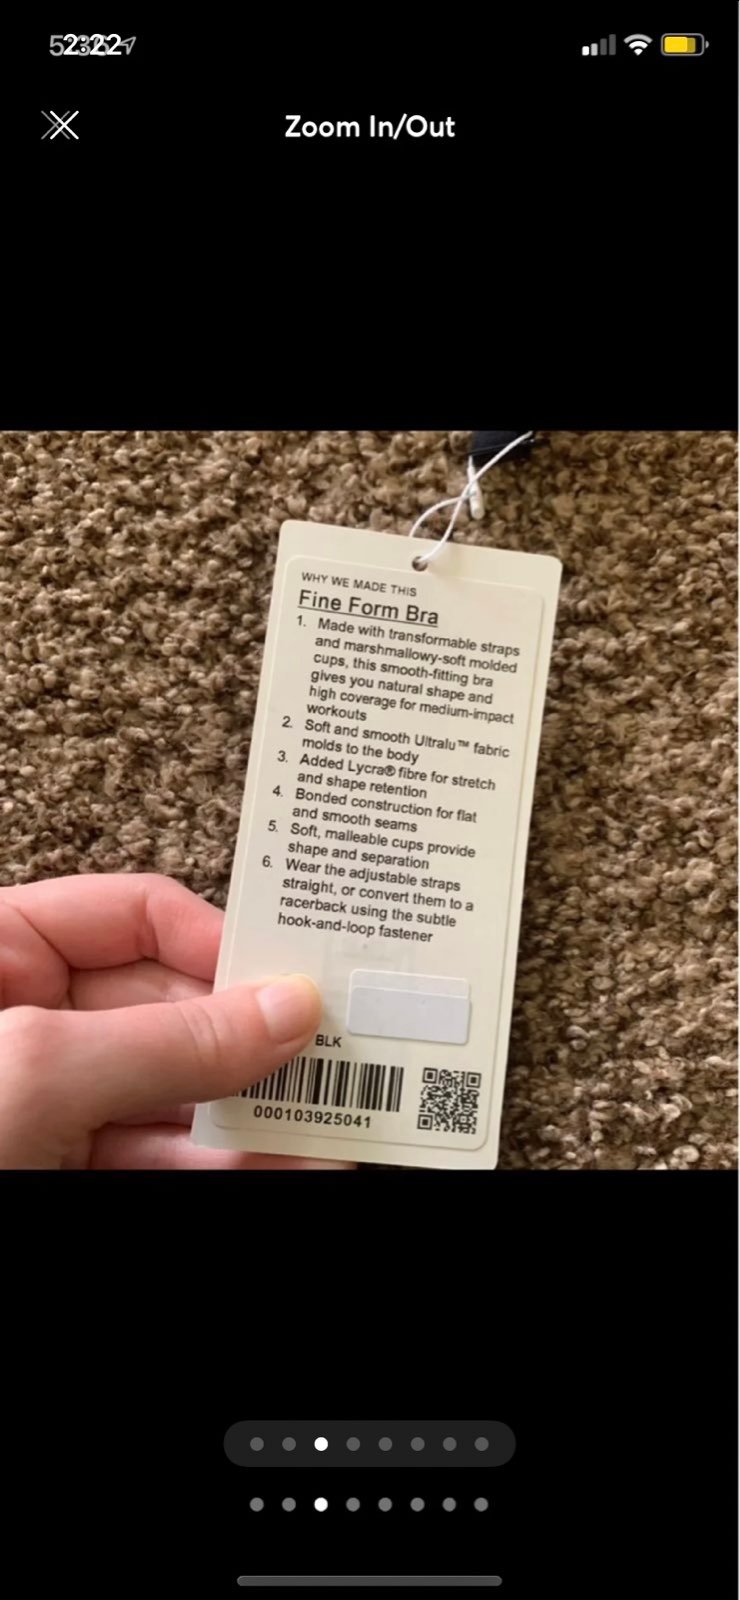 2:22
Zoom In/Out
WHY WE MADE THIS
Fine Form Bra
1. Made with transformable straps
and marshmallowy-soft molded
cups, this smooth-fitting bra
gives you natural shape and
high coverage for medium-impact
workouts
2. Soft and smooth Ultralu™ fabric
molds to the body
3. Added Lycra® fibre for stretch
and shape retention
4. Bonded construction for flat
and smooth seams
5. Soft, malleable cups provide
shape and separation
6. Wear the adjustable straps
straight, or convert them to a
racerback using the subtle
hook-and-loop fastener
BLK
000103925041